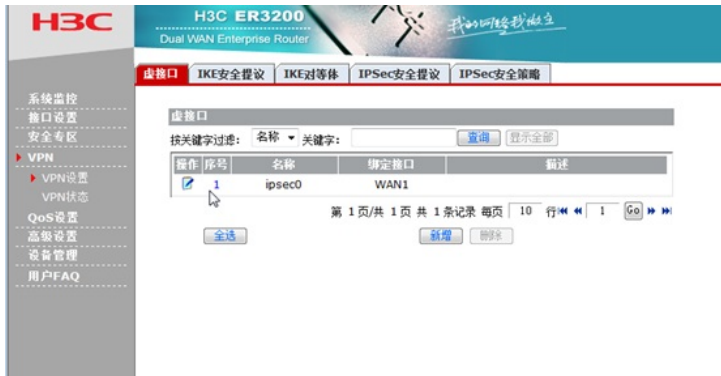 H3C
H3C ER3200
Dual WAN Enterprise Router
我的网络我做主
虚接口 IKE安全提议 IKE对等体 IPSec安全提议 IPSec安全策略
系统监控
接口设置
安全专区
VPN
VPN设置
VPN状态
QoS设置
高级设置
设备管理
用户FAQ
虚接口
按关键字过滤： 名称 关键字： 查询 显示全部
操作 序号 名称 绑定接口 描述
1 ipsec0 WAN1
第 1 页/共 1 页 共 1 条记录 每页 10 行 1 Go
全选 新增 删除